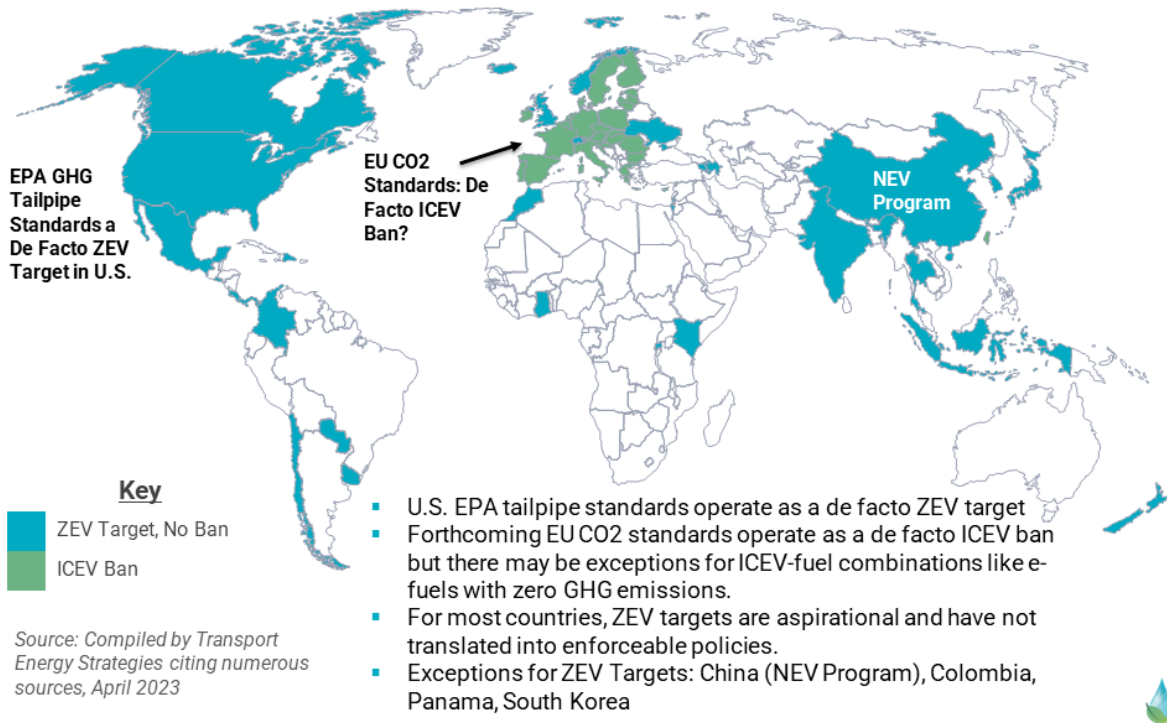 EPA GHG
Tailpipe
Standards a
De Facto ZEV
Target in U.S.
EU CO2
Standards: De
Facto ICEV
Ban?
NEV
Program
Key
ZEV Target, No Ban
ICEV Ban
Source: Compiled by Transport
Energy Strategies citing numerous
sources, April 2023
▪ U.S. EPA tailpipe standards operate as a de facto ZEV target
▪ Forthcoming EU CO2 standards operate as a de facto ICEV ban
but there may be exceptions for ICEV-fuel combinations like e-
fuels with zero GHG emissions.
▪ For most countries, ZEV targets are aspirational and have not
translated into enforceable policies.
▪ Exceptions for ZEV Targets: China (NEV Program), Colombia,
Panama, South Korea